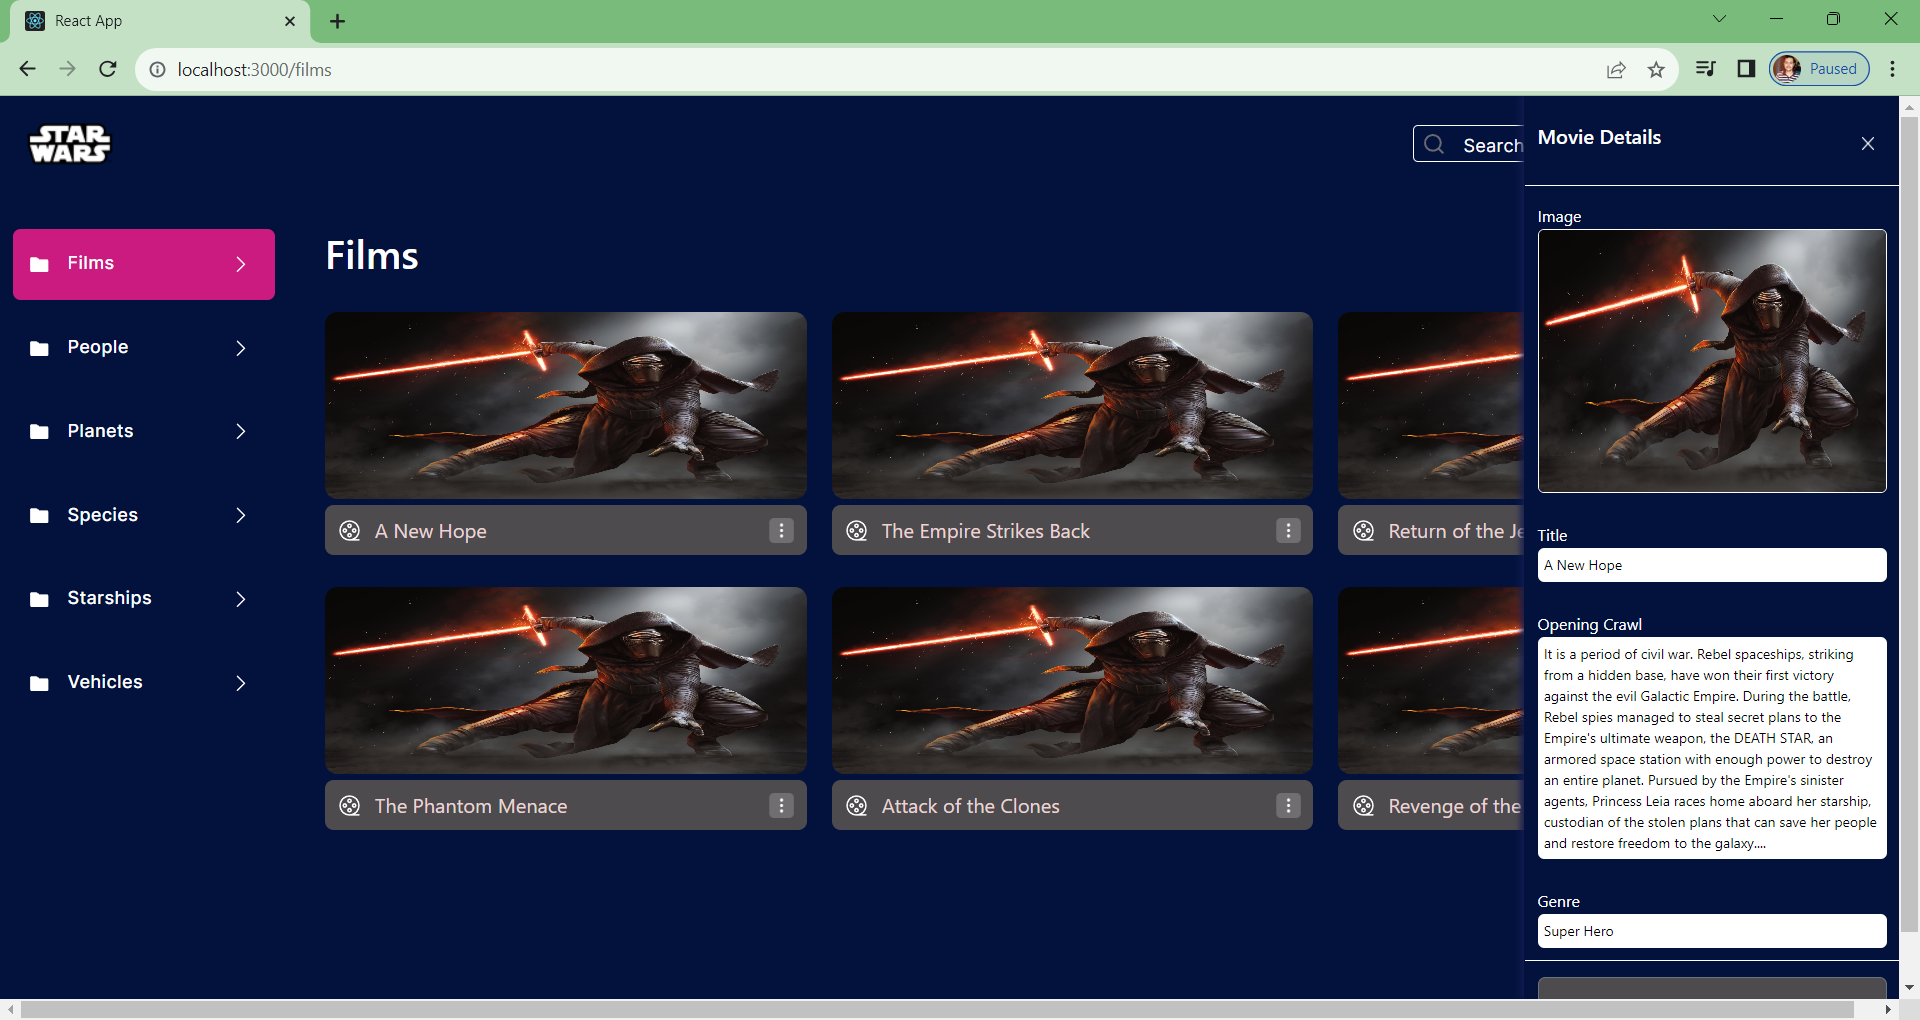 React App
localhost:3000/films
Paused
STAR
WARS
Search
Movie Details
Films
People
Planets
Species
Starships
Vehicles
Films
A New Hope
The Empire Strikes Back
Return of the Je
The Phantom Menace
Attack of the Clones
Revenge of the
Image
Title
A New Hope
Opening Crawl
It is a period of civil war. Rebel spaceships, striking
from a hidden base, have won their first victory
against the evil Galactic Empire. During the battle,
Rebel spies managed to steal secret plans to the
Empire's ultimate weapon, the DEATH STAR, an
armored space station with enough power to destroy
an entire planet. Pursued by the Empire's sinister
agents, Princess Leia races home aboard her starship,
custodian of the stolen plans that can save her people
and restore freedom to the galaxy....
Genre
Super Hero